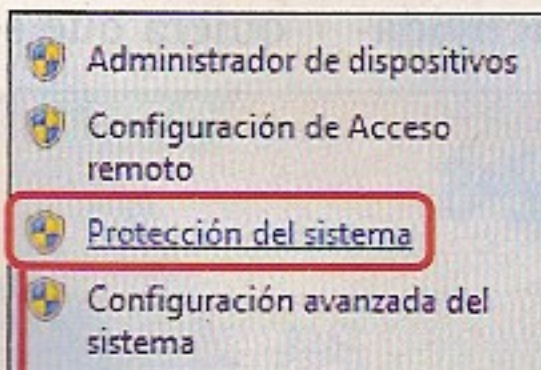 Administrador de dispositivos
Configuración de Acceso
remoto
Protección del sistema
Configuración avanzada del
sistema